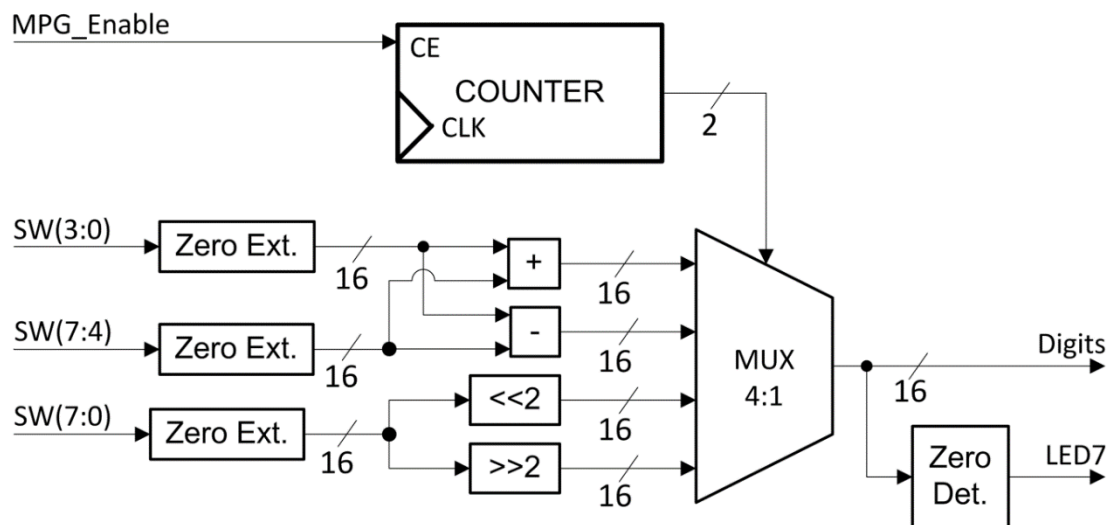 MPG_Enable
CE
COUNTER
CLK
2
SW(3:0)
Zero Ext.
16
+
16
SW(7:4)
Zero Ext.
16
-
16
MUX
4:1
Digits
16
SW(7:0)
Zero Ext.
16
<<2
16
>>2
16
Zero
Det.
LED7